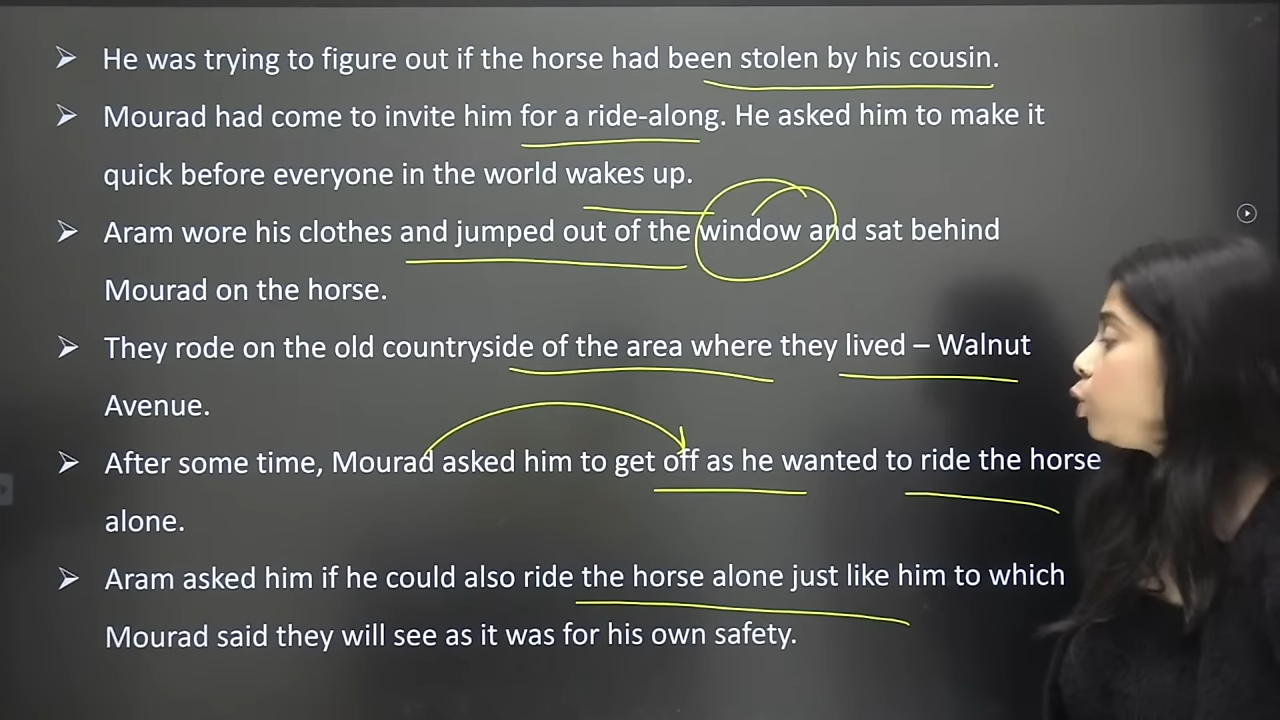 ➢ He was trying to figure out if the horse had been stolen by his cousin.
➢ Mourad had come to invite him for a ride-along. He asked him to make it
quick before everyone in the world wakes up.
➢ Aram wore his clothes and jumped out of the window and sat behind
Mourad on the horse.
➢ They rode on the old countryside of the area where they lived – Walnut
Avenue.
➢ After some time, Mourad asked him to get off as he wanted to ride the horse
alone.
➢ Aram asked him if he could also ride the horse alone just like him to which
Mourad said they will see as it was for his own safety.